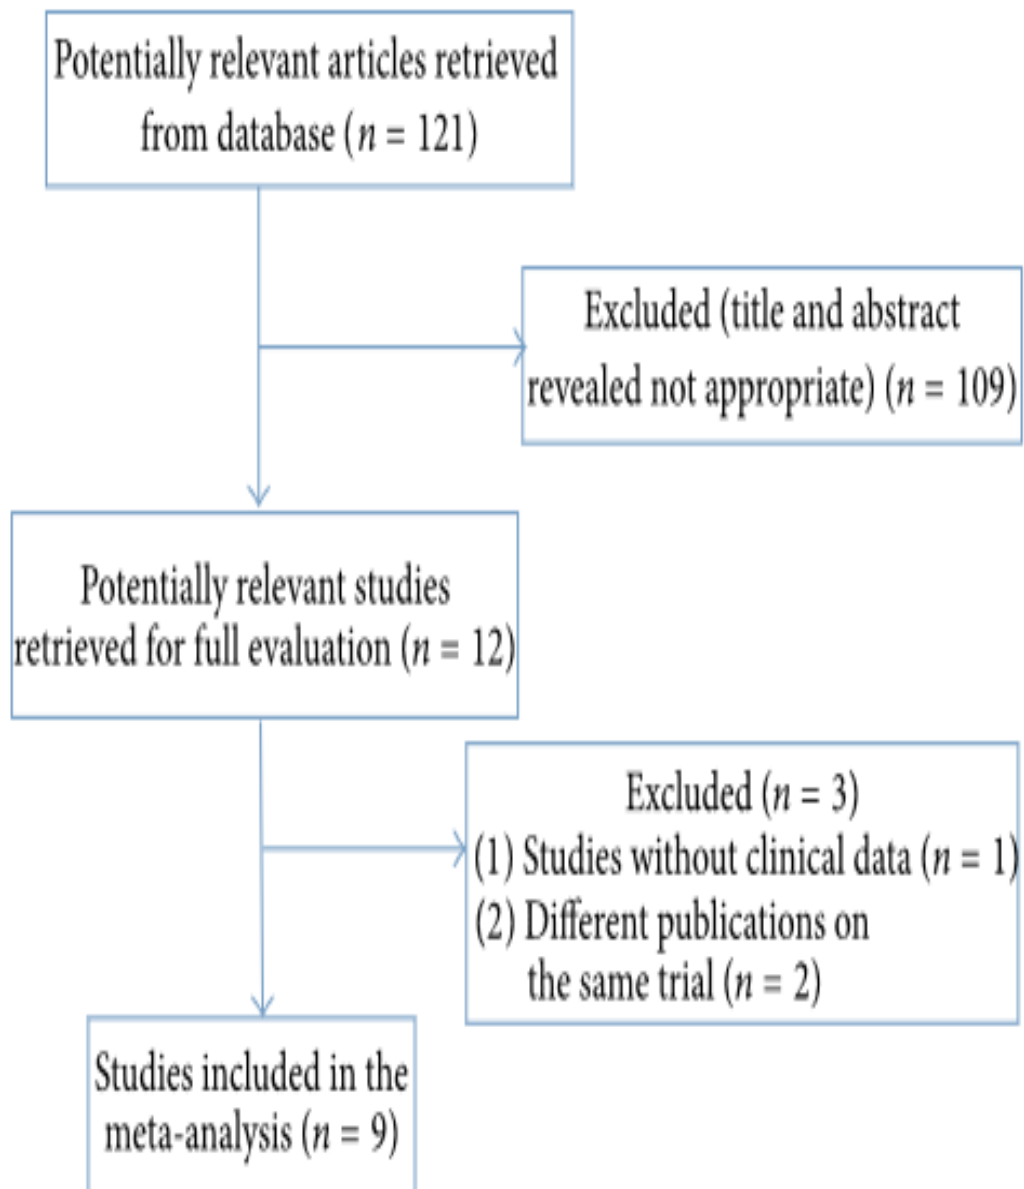 Potentially relevant articles retrieved
from database (n = 121)
Excluded (title and abstract
revealed not appropriate) (n = 109)
Potentially relevant studies
retrieved for full evaluation (n = 12)
Excluded (n = 3)
(1) Studies without clinical data (n = 1)
(2) Different publications on
the same trial (n = 2)
Studies included in the
meta-analysis (n = 9)